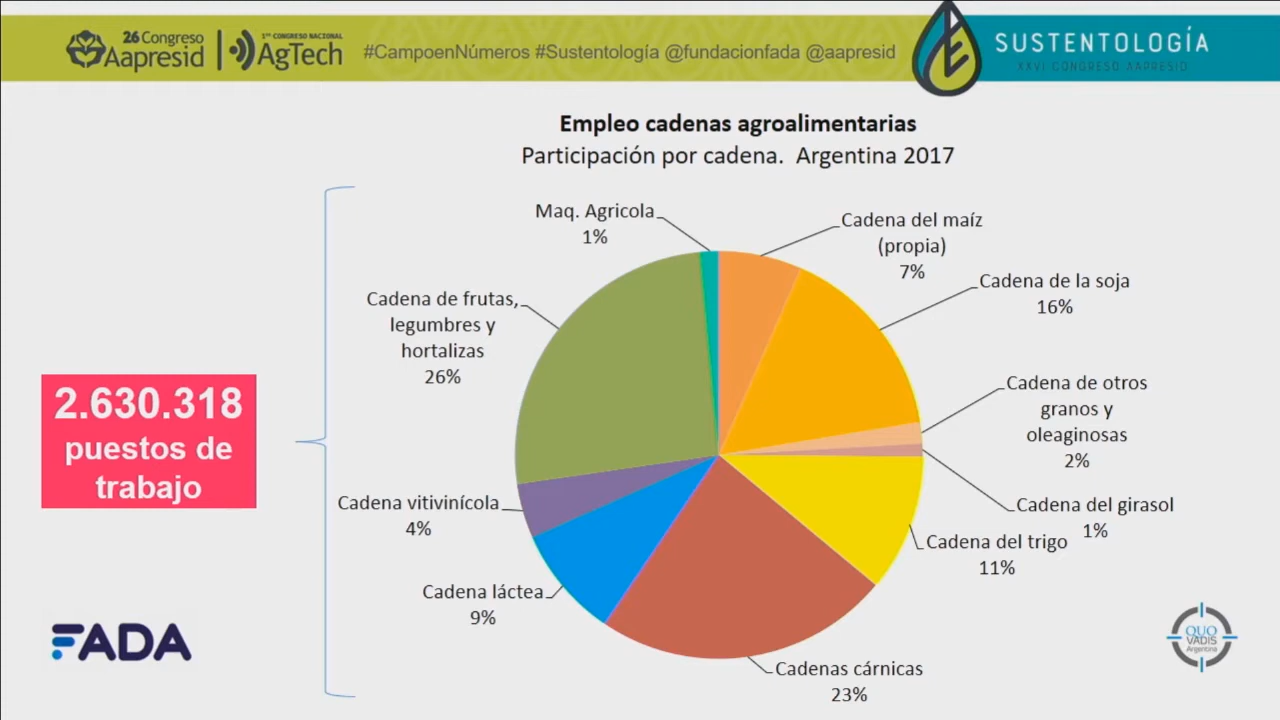 26 Congreso
Aapresid
1ER CONGRESO NACIONAL
AgTech
#CampoenNúmeros #Sustentología @fundacionfada @aapresid
SUSTENTOLOGÍA
XXVI CONGRESO AAPRESID
Empleo cadenas agroalimentarias
Participación por cadena. Argentina 2017
Maq. Agricola
1%
Cadena del maíz
(propia)
7%
Cadena de la soja
16%
Cadena de otros
granos y
oleaginosas
2%
Cadena del girasol
1%
Cadena del trigo
11%
Cadenas cárnicas
23%
Cadena láctea
9%
Cadena vitivinícola
4%
Cadena de frutas,
legumbres y
hortalizas
26%
2.630.318
puestos de
trabajo
FADA
QUO
VADIS
Argentina